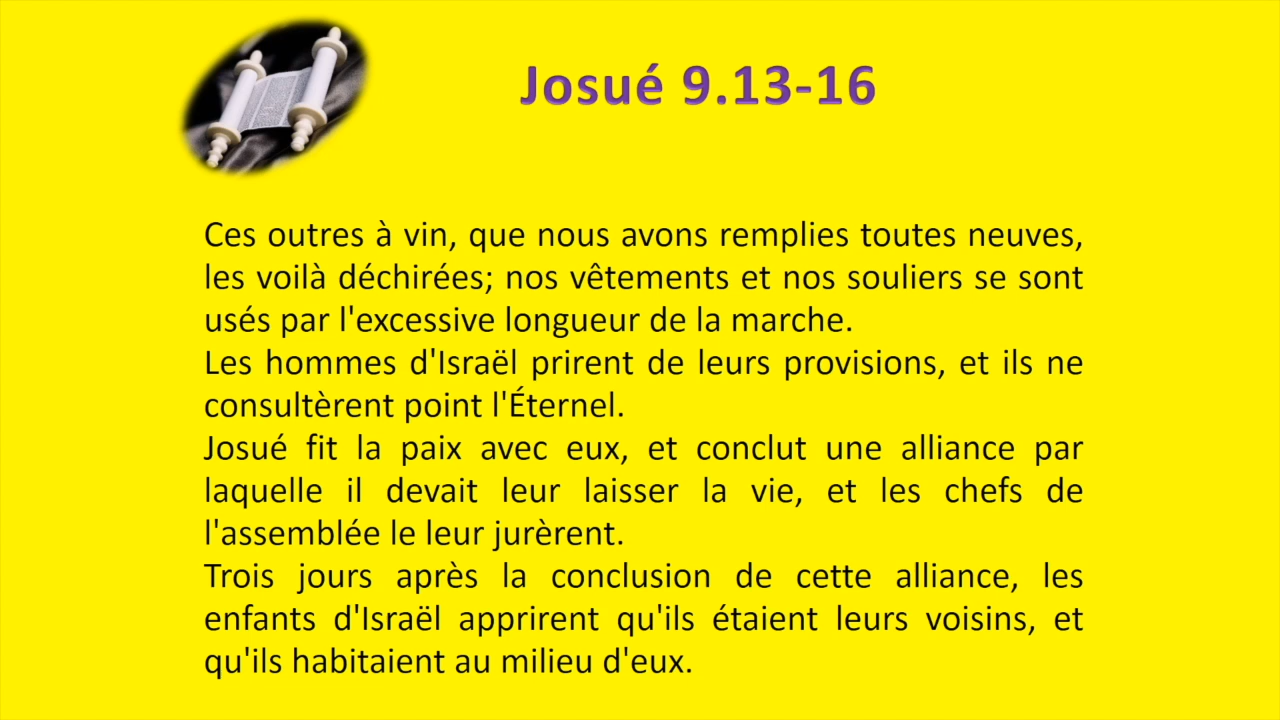 Josué 9.13-16
Ces outres à vin, que nous avons remplies toutes neuves,
les voilà déchirées; nos vêtements et nos souliers se sont
usés par l'excessive longueur de la marche.
Les hommes d'Israël prirent de leurs provisions, et ils ne
consultèrent point l'Éternel.
Josué fit la paix avec eux, et conclut une alliance par
laquelle il devait leur laisser la vie, et les chefs de
l'assemblée le leur jurèrent.
Trois jours après la conclusion de cette alliance, les
enfants d'Israël apprirent qu'ils étaient leurs voisins, et
qu'ils habitaient au milieu d'eux.